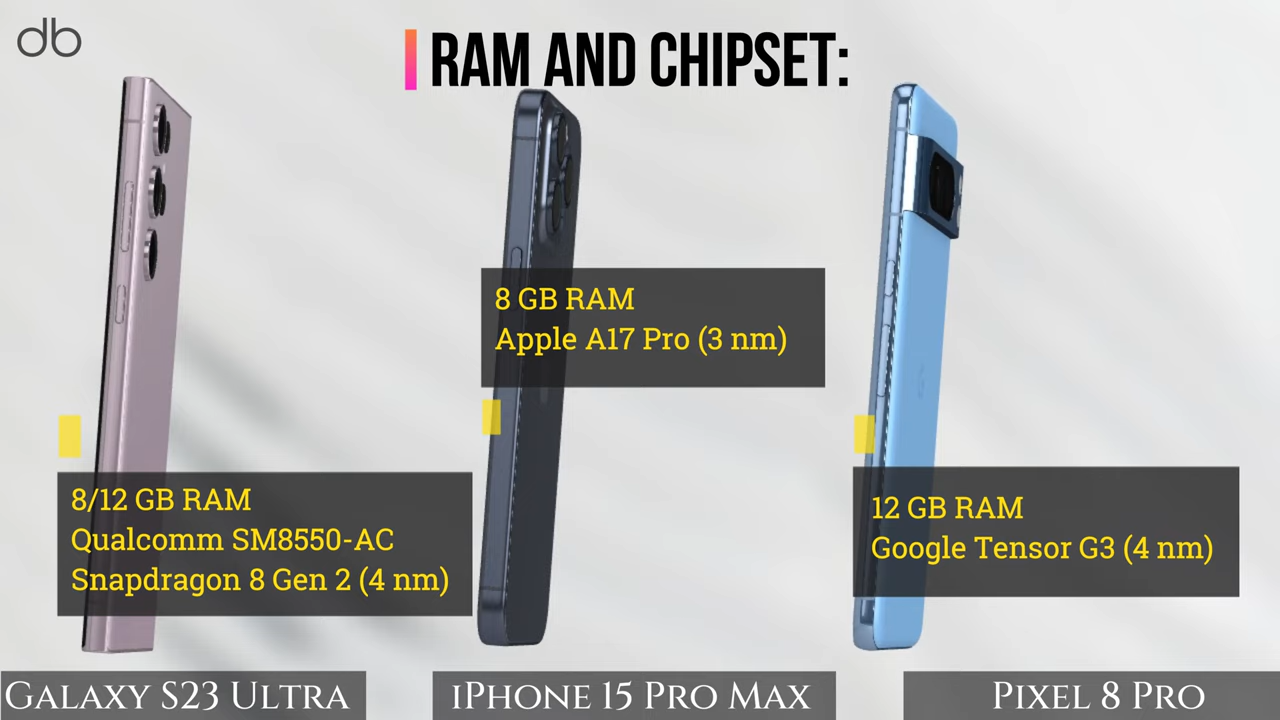 db
RAM AND CHIPSET:
8 GB RAM
Apple A17 Pro (3 nm)
8/12 GB RAM
Qualcomm SM8550-AC
Snapdragon 8 Gen 2 (4 nm)
12 GB RAM
Google Tensor G3 (4 nm)
GALAXY S23 ULTRA
IPHONE 15 PRO MAX
PIXEL 8 PRO